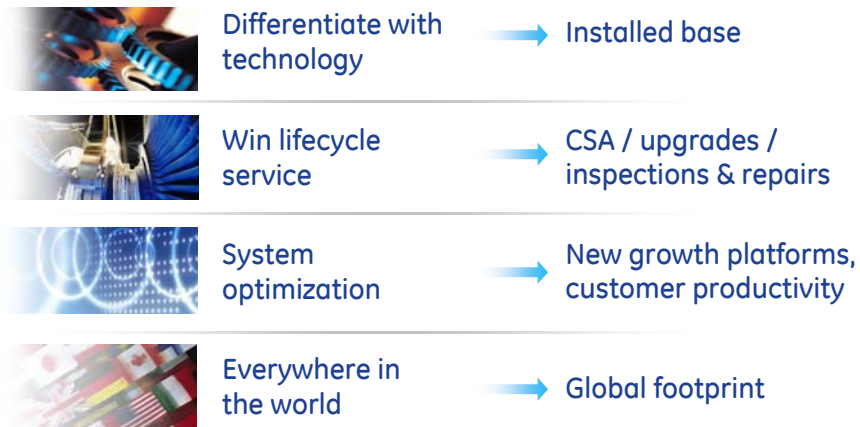 Differentiate with
technology
Installed base
Win lifecycle
service
CSA / upgrades /
inspections & repairs
System
optimization
New growth platforms,
customer productivity
Everywhere in
the world
Global footprint